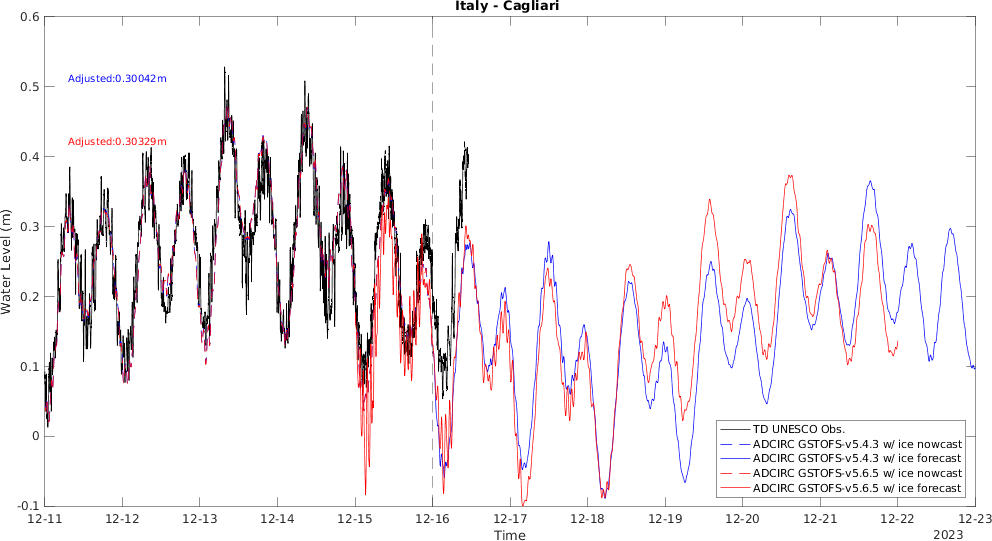 Italy - Cagliari
Water Level (m)
0.6
0.5
0.4
0.3
0.2
0.1
0
-0.1
Adjusted:0.30042m
Adjusted:0.30329m
TD UNESCO Obs.
ADCIRC GSTOFS-v5.4.3 w/ ice nowcast
ADCIRC GSTOFS-v5.4.3 w/ ice forecast
ADCIRC GSTOFS-v5.6.5 w/ ice nowcast
ADCIRC GSTOFS-v5.6.5 w/ ice forecast
12-11 12-12 12-13 12-14 12-15 12-16 12-17 12-18 12-19 12-20 12-21 12-22 12-23
Time
2023